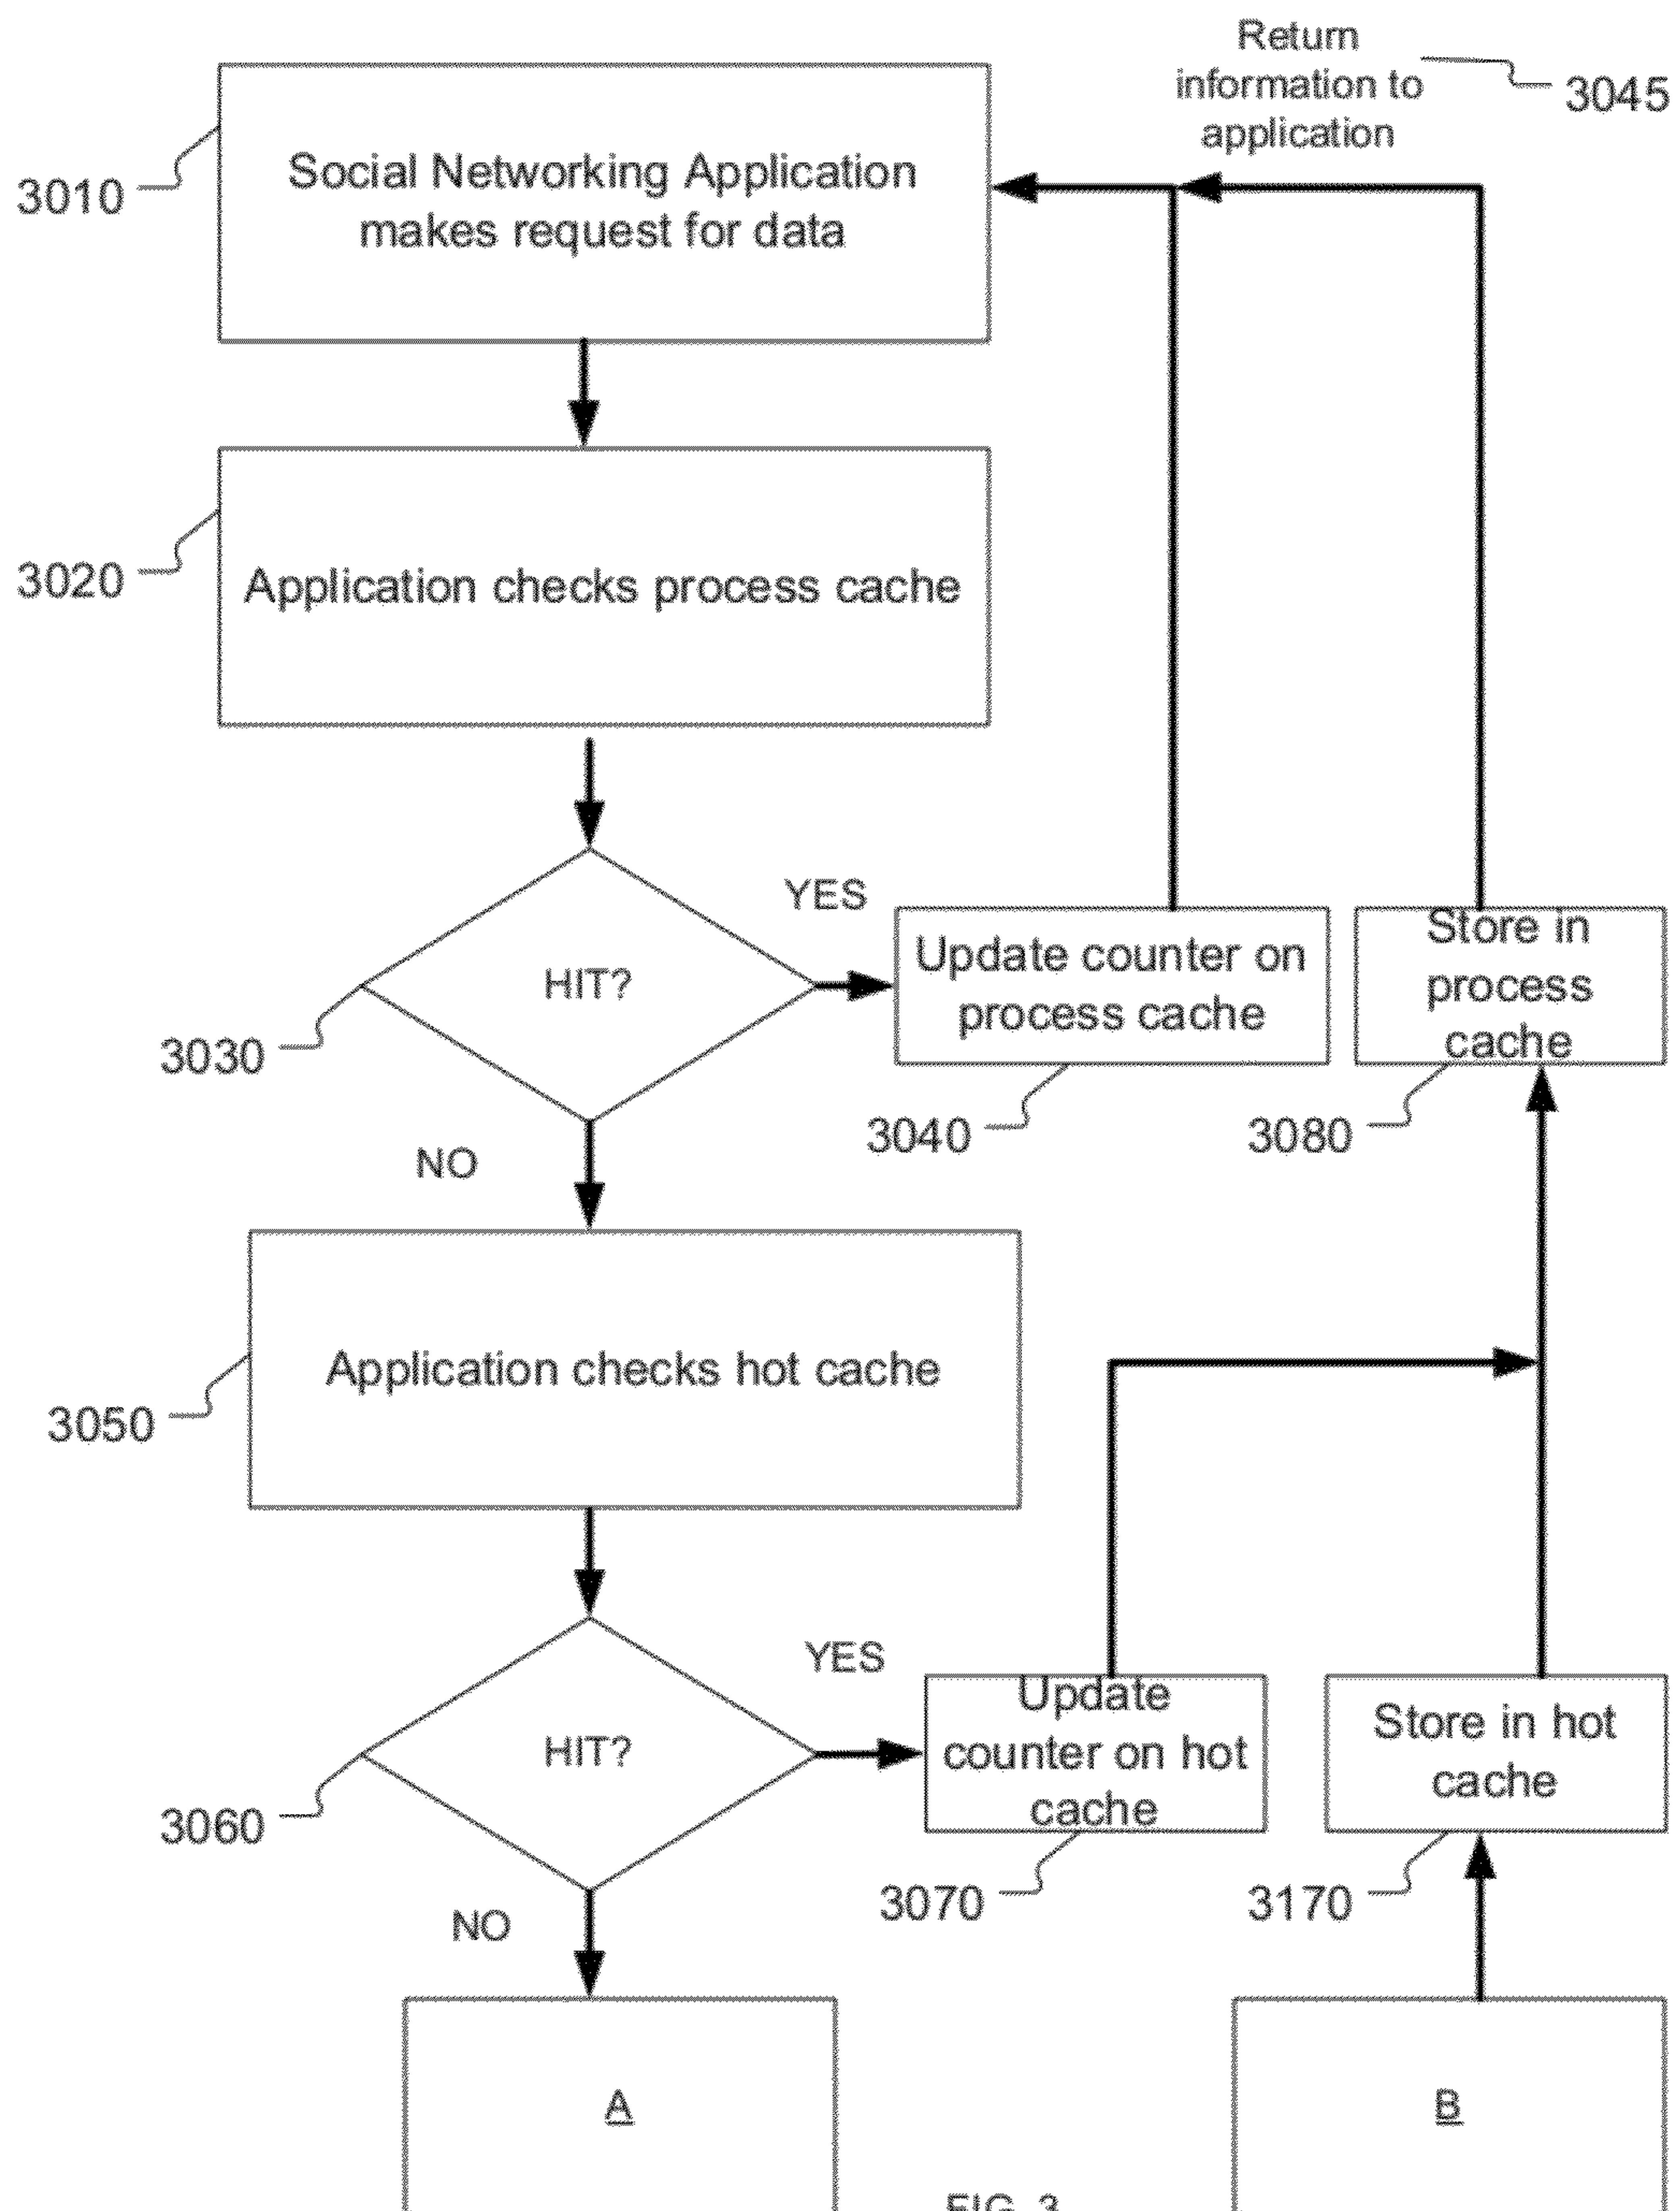 Return
information to
application
3045
3010
Social Networking Application
makes request for data
3020
Application checks process cache
YES
HIT?
3030
Update counter on
process cache
3040
Store in
process
cache
3080
NO
Application checks hot cache
3050
YES
HIT?
3060
Update
counter on hot
cache
3070
Store in hot
cache
3170
NO
A
B
FIG. 3